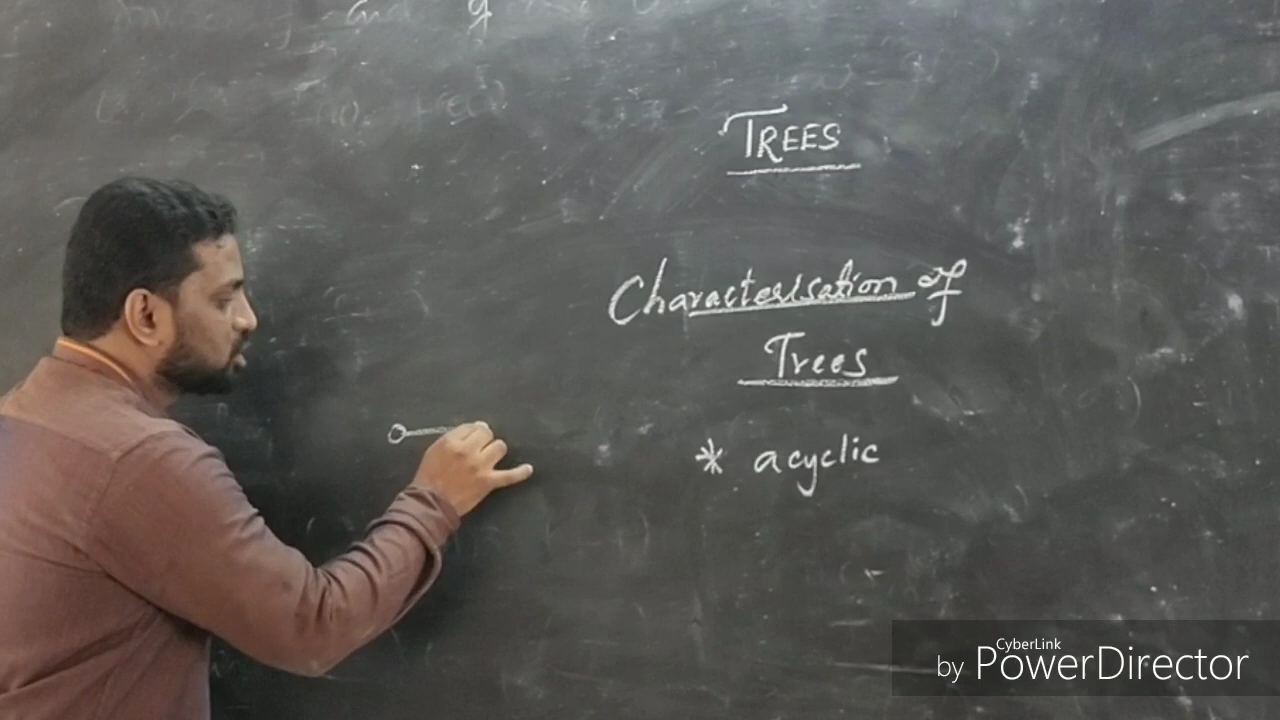 TREES
Characterisation of
Trees
* acyclic
CyberLink
by PowerDirector